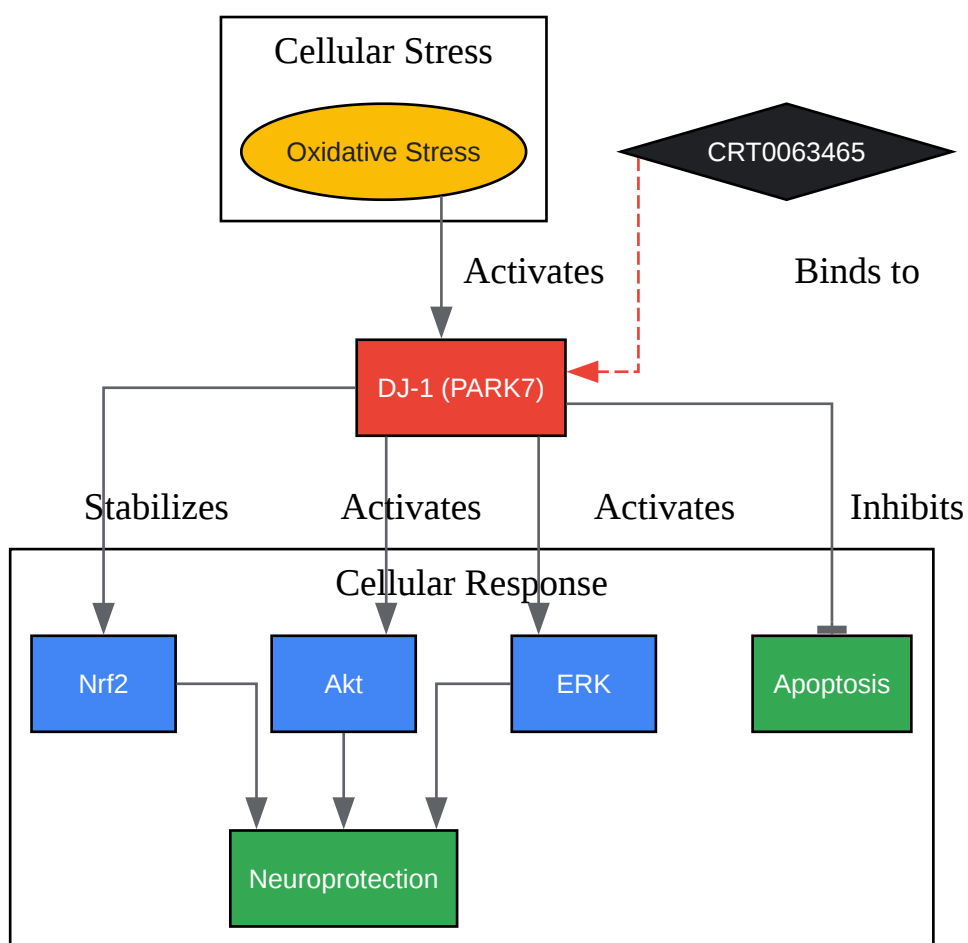 Cellular Stress
Oxidative Stress
CRT0063465
Activates
Binds to
DJ-1 (PARK7)
Stabilizes
Activates
Activates
Inhibits
Cellular Response
Nrf2
Akt
ERK
Apoptosis
Neuroprotection